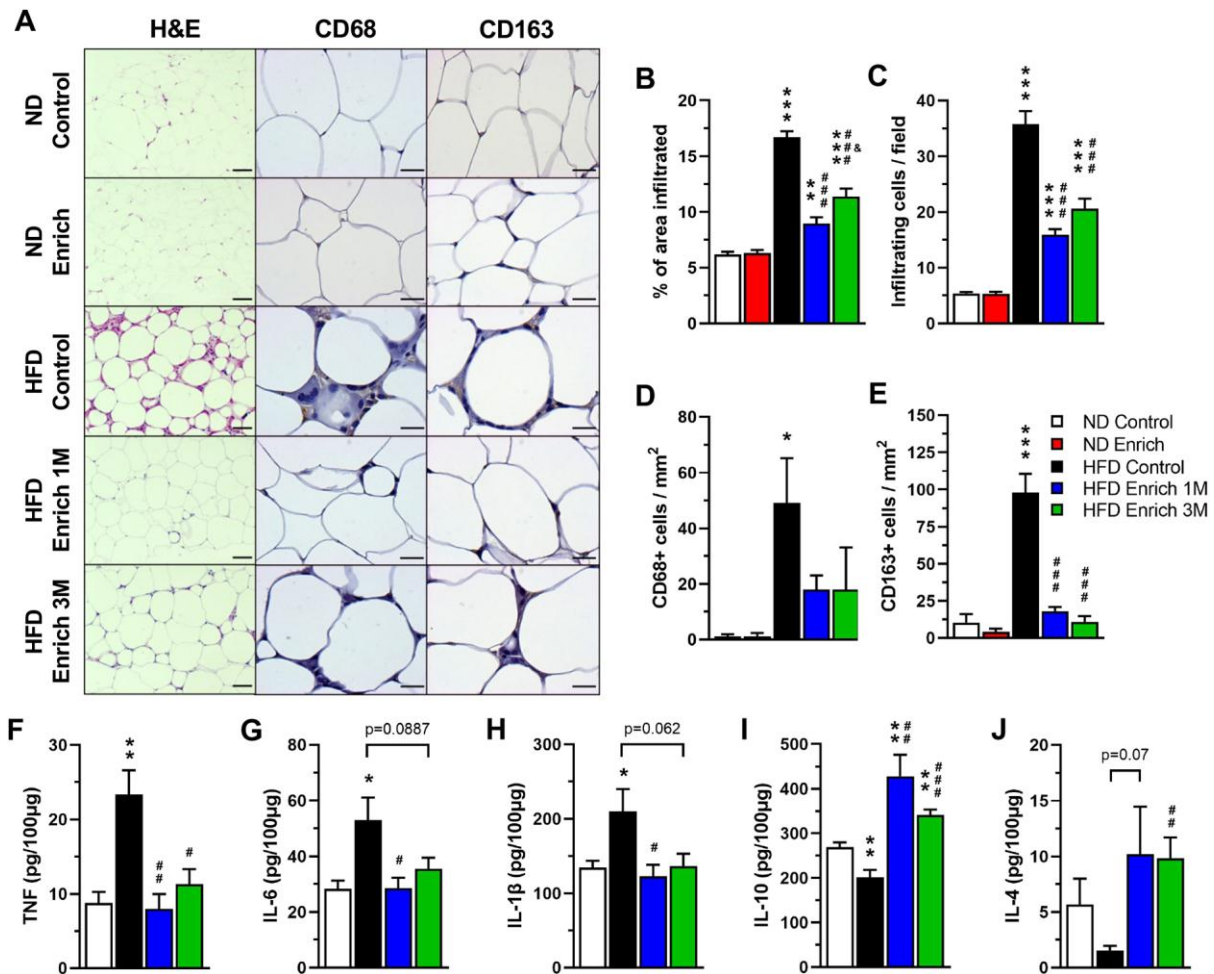 A
H&E
CD68
CD163
ND
Control
ND
Enrich
HFD
Control
HFD
Enrich 1M
HFD
Enrich 3M
B
% of area infiltrated
20
15
10
5
0
***
**
###
***
###
&
C
Infiltrating cells / field
40
30
20
10
0
***
***
###
***
###
D
CD68+ cells / mm²
80
60
40
20
0
*
E
CD163+ cells / mm²
150
125
100
75
50
25
0
***
###
###
ND Control
ND Enrich
HFD Control
HFD Enrich 1M
HFD Enrich 3M
F
TNF (pg/100µg)
30
20
10
0
**
##
#
G
IL-6 (pg/100µg)
80
60
40
20
0
p=0.0887
*
#
H
IL-1β (pg/100µg)
300
200
100
0
p=0.062
*
#
I
IL-10 (pg/100µg)
500
400
300
200
100
0
**
**
##
**
###
J
IL-4 (pg/100µg)
20
15
10
5
0
p=0.07
##